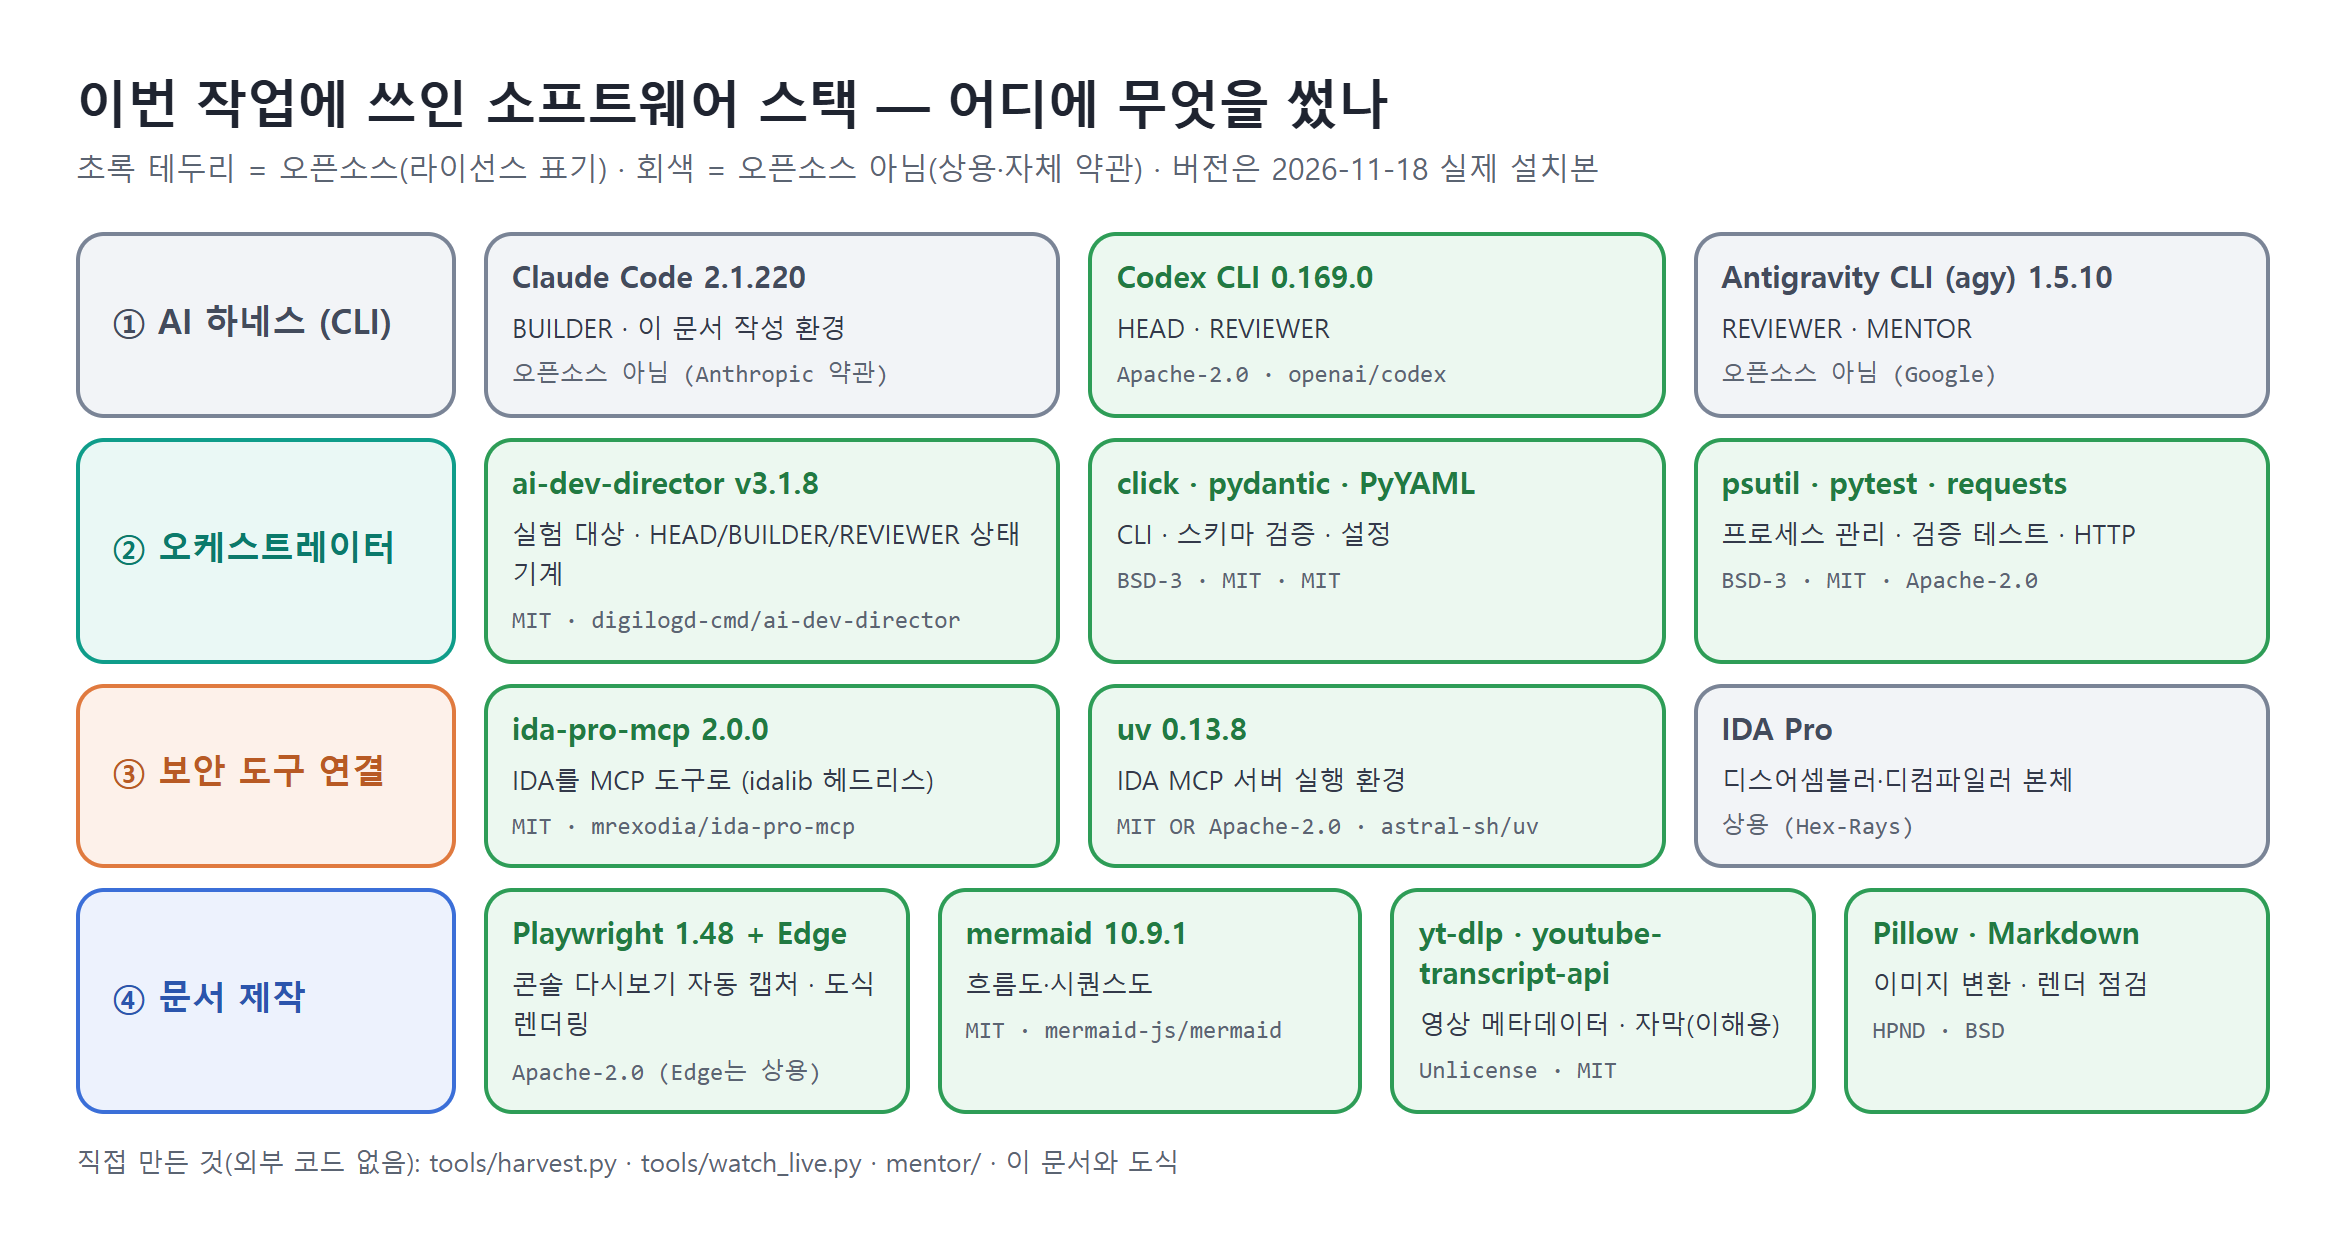 이번 작업에 쓰인 소프트웨어 스택 — 어디에 무엇을 썼나
초록 테두리 = 오픈소스(라이선스 표기) · 회색 = 오픈소스 아님(상용·자체 약관) · 버전은 2026-11-18 실제 설치본
① AI 하네스 (CLI)
Claude Code 2.1.220
BUILDER · 이 문서 작성 환경
오픈소스 아님 (Anthropic 약관)
Codex CLI 0.169.0
HEAD · REVIEWER
Apache-2.0 · openai/codex
Antigravity CLI (agy) 1.5.10
REVIEWER · MENTOR
오픈소스 아님 (Google)
② 오케스트레이터
ai-dev-director v3.1.8
실험 대상 · HEAD/BUILDER/REVIEWER 상태
기계
MIT · digilogd-cmd/ai-dev-director
click · pydantic · PyYAML
CLI · 스키마 검증 · 설정
BSD-3 · MIT · MIT
psutil · pytest · requests
프로세스 관리 · 검증 테스트 · HTTP
BSD-3 · MIT · Apache-2.0
③ 보안 도구 연결
ida-pro-mcp 2.0.0
IDA를 MCP 도구로 (idalib 헤드리스)
MIT · mrexodia/ida-pro-mcp
uv 0.13.8
IDA MCP 서버 실행 환경
MIT OR Apache-2.0 · astral-sh/uv
IDA Pro
디스어셈블러·디컴파일러 본체
상용 (Hex-Rays)
④ 문서 제작
Playwright 1.48 + Edge
콘솔 다시보기 자동 캡처 · 도식
렌더링
Apache-2.0 (Edge는 상용)
mermaid 10.9.1
흐름도·시퀀스도
MIT · mermaid-js/mermaid
yt-dlp · youtube-
transcript-api
영상 메타데이터 · 자막(이해용)
Unlicense · MIT
Pillow · Markdown
이미지 변환 · 렌더 점검
HPND · BSD
직접 만든 것(외부 코드 없음): tools/harvest.py · tools/watch_live.py · mentor/ · 이 문서와 도식